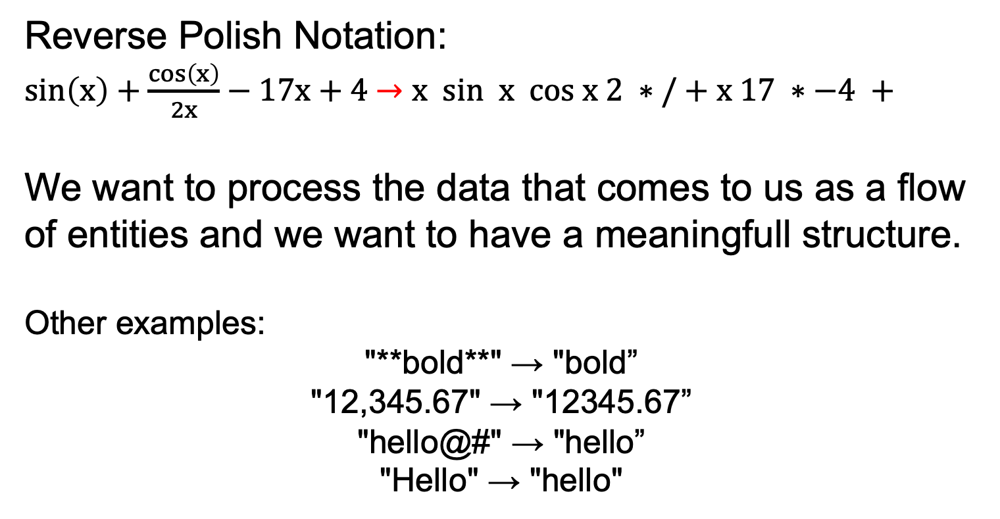 Reverse Polish Notation:
sin(x) + cos(x)/2x − 17x + 4 → x sin x cos x 2 * / + x 17 * −4 +
We want to process the data that comes to us as a flow
of entities and we want to have a meaningfull structure.
Other examples:
"**bold**" → "bold”
"12,345.67" → "12345.67”
"hello@#" → "hello”
"Hello" → "hello"